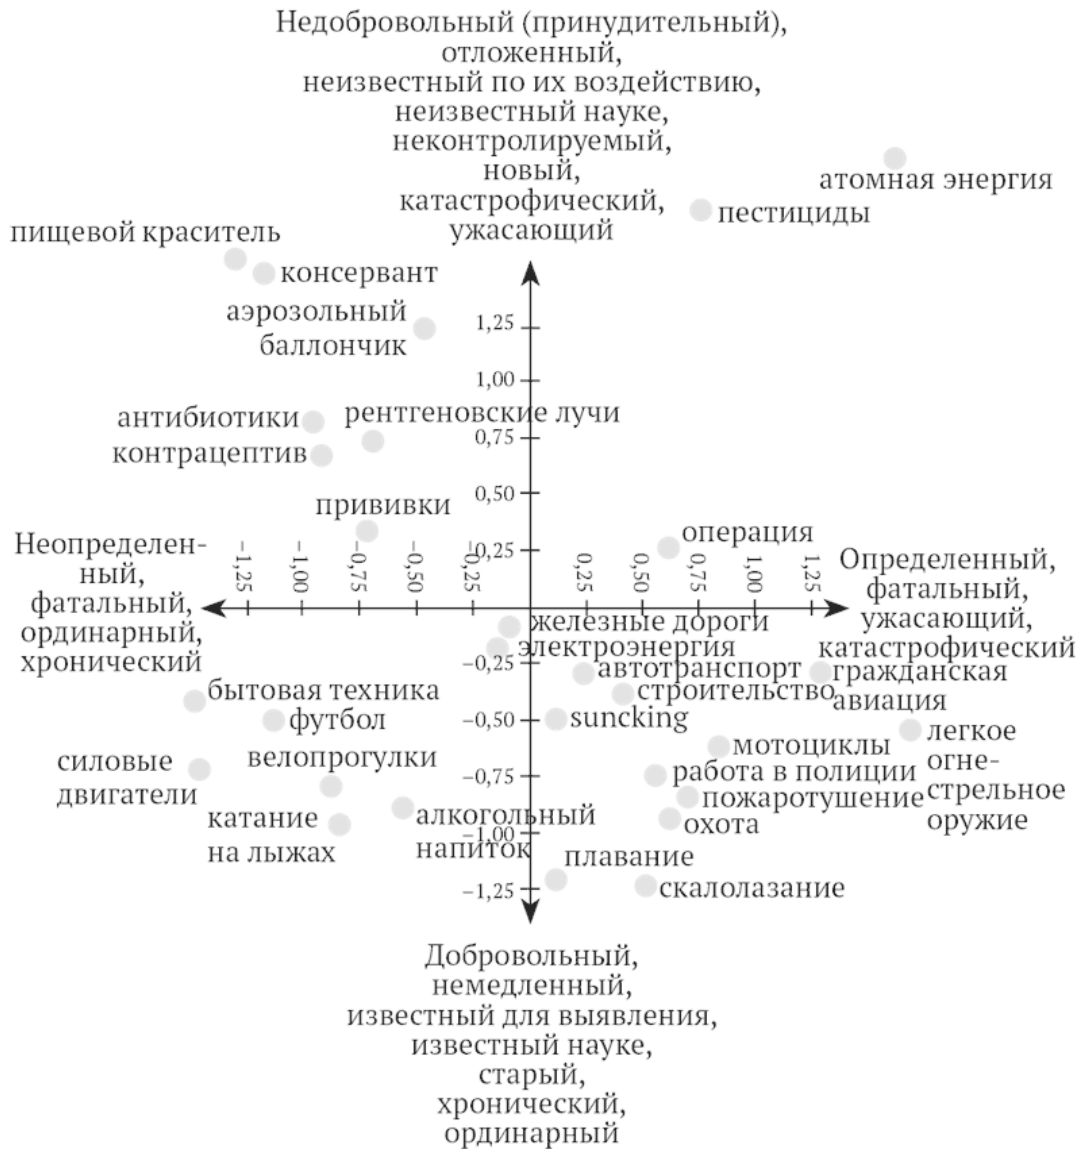 Недобровольный (принудительный),
отложенный,
неизвестный по их воздействию,
неизвестный науке,
неконтролируемый,
новый,
катастрофический,
ужасающий
атомная энергия
пестициды
пищевой краситель
консервант
аэрозольный
баллончик
1,25
1,00
антибиотики
рентгеновские лучи
0,75
контрацептив
0,50
прививки
операция
0,25
Неопределен-
ный,
фатальный,
ординарный,
хронический
–1,25
–1,00
–0,75
–0,50
–0,25
0,25
0,50
0,75
1,00
1,25
Определенный,
фатальный,
ужасающий,
катастрофический
железные дороги
электроэнергия
–0,25
автотранспорт
гражданская
авиация
строительство
бытовая техника
футбол
–0,50
suncking
легкое
огне-
стрельное
оружие
мотоциклы
силовые
двигатели
велопрогулки
–0,75
работа в полиции
пожаротушение
охота
катание
на лыжах
алкогольный
напиток
–1,00
плавание
–1,25
скалолазание
Добровольный,
немедленный,
известный для выявления,
известный науке,
старый,
хронический,
ординарный